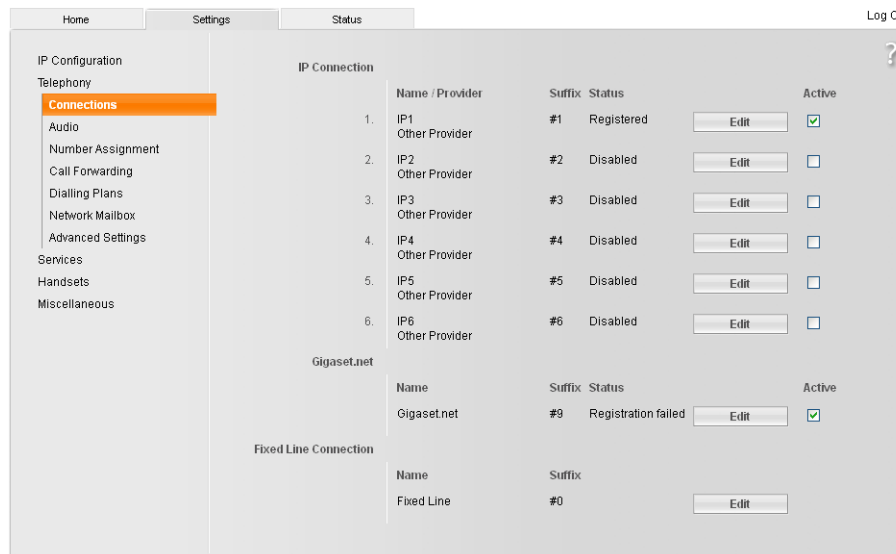 Home Settings Status Log
?
IP Configuration
Telephony
Connections
Audio
Number Assignment
Call Forwarding
Dialling Plans
Network Mailbox
Advanced Settings
Services
Handsets
Miscellaneous
IP Connection
Name / Provider Suffix Status Active
1. IP1 #1 Registered Edit
Other Provider
2. IP2 #2 Disabled Edit
Other Provider
3. IP3 #3 Disabled Edit
Other Provider
4. IP4 #4 Disabled Edit
Other Provider
5. IP5 #5 Disabled Edit
Other Provider
6. IP6 #6 Disabled Edit
Other Provider
Gigaset.net
Name Suffix Status Active
Gigaset.net #9 Registration failed Edit
Fixed Line Connection
Name Suffix
Fixed Line #0 Edit